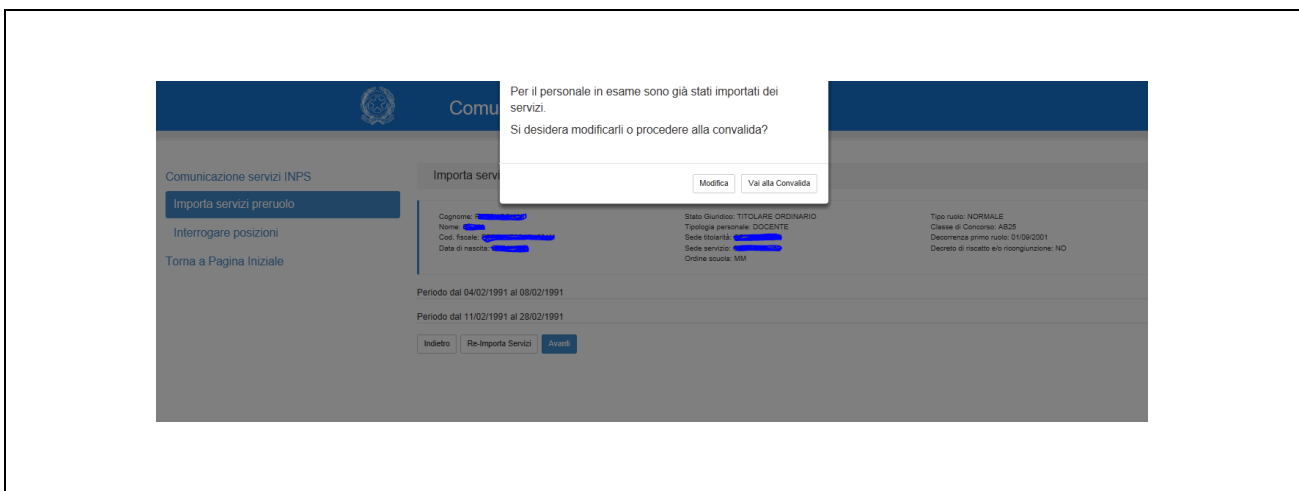 Comu
Per il personale in esame sono già stati importati dei
servizi.
Si desidera modificarli o procedere alla convalida?
Modifica
Vai alla Convalida
Comunicazione servizi INPS
Importa servizi preruolo
Interrogare posizioni
Torna a Pagina Iniziale
Importa servi
Cognome:
Nome:
Cod. fiscale:
Data di nascita:
Stato Giuridico: TITOLARE ORDINARIO
Tipologia personale: DOCENTE
Sede titolarità:
Sede servizio:
Ordine scuola: MM
Tipo ruolo: NORMALE
Classe di Concorso: AB25
Decorrenza primo ruolo: 01/09/2001
Decreto di riscatto e/o ricongiunzione: NO
Periodo dal 04/02/1991 al 08/02/1991
Periodo dal 11/02/1991 al 28/02/1991
Indietro
Re-Importa Servizi
Avanti